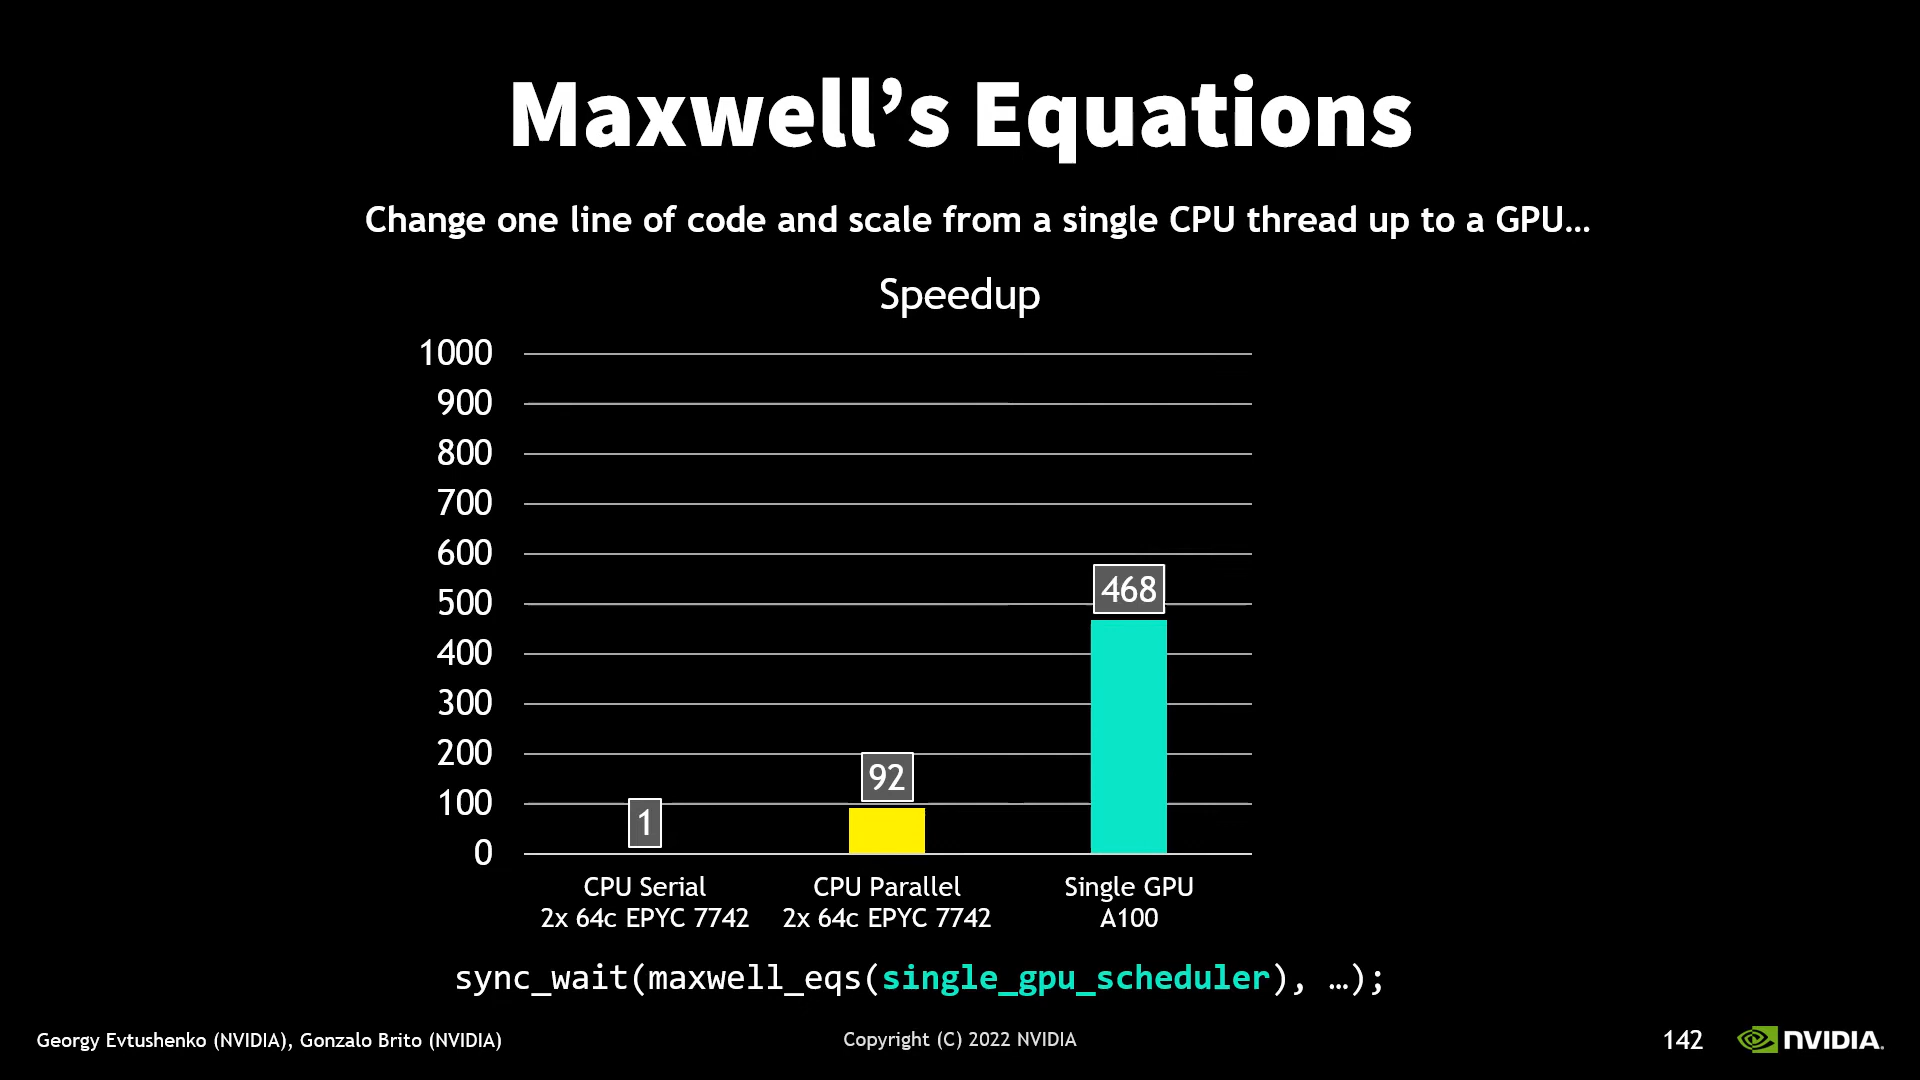 Maxwell’s Equations
Change one line of code and scale from a single CPU thread up to a GPU…
Speedup
1000
900
800
700
600
500
400
300
200
100
0
1
92
468
CPU Serial
2x 64c EPYC 7742
CPU Parallel
2x 64c EPYC 7742
Single GPU
A100
sync_wait(maxwell_eqs(single_gpu_scheduler), …);
Georgy Evtushenko (NVIDIA), Gonzalo Brito (NVIDIA)
Copyright (C) 2022 NVIDIA
142
NVIDIA.